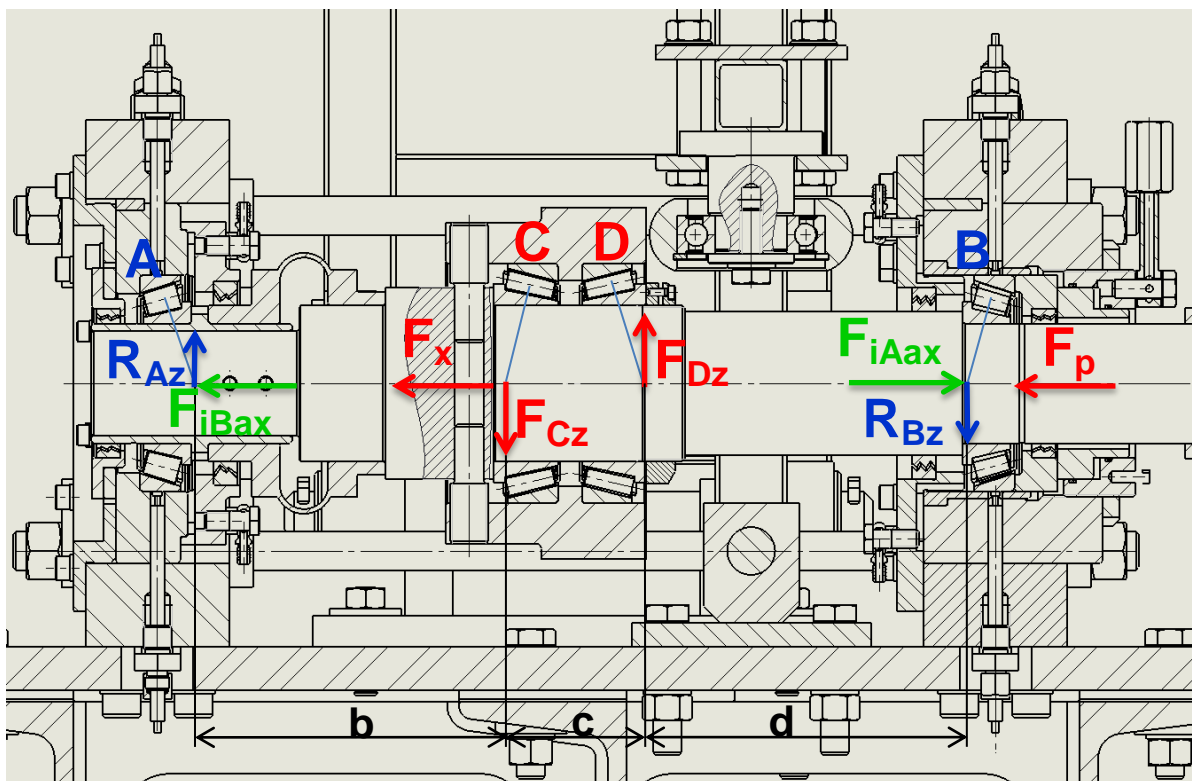 C D
A B
F_x F_iAax F_p
R_Az F_Dz
F_iBax F_Cz R_Bz
b c d